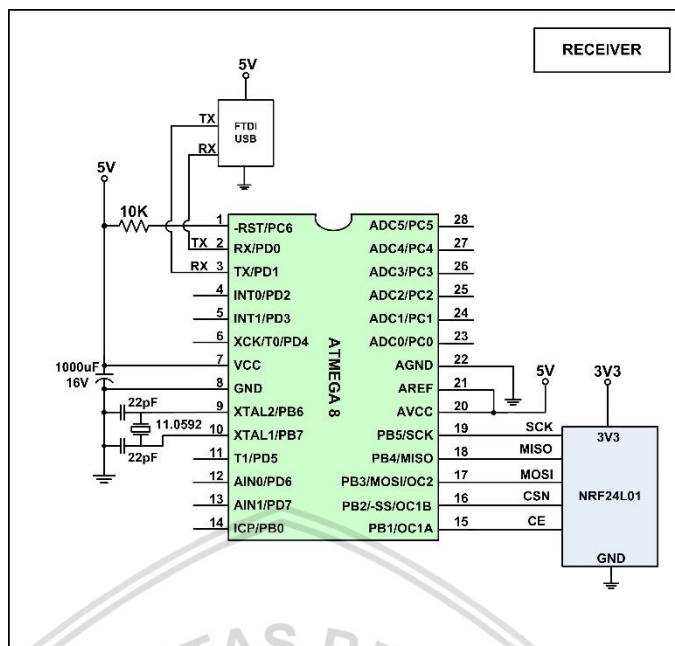 RECEIVER
5V
TX
FTDI
USB
RX
5V
10K
1 -RST/PC6 ADC5/PC5 28
TX 2 RX/PD0 ADC4/PC4 27
RX 3 TX/PD1 ADC3/PC3 26
4 INT0/PD2 ADC2/PC2 25
5 INT1/PD3 ADC1/PC1 24
6 XCK/T0/PD4 ADC0/PC0 23
7 VCC AGND 22
8 GND AREF 21
9 XTAL2/PB6 AVCC 20
10 XTAL1/PB7 PB5/SCK 19 SCK
11 T1/PD5 PB4/MISO 18 MISO
12 AIN0/PD6 PB3/MOSI/OC2 17 MOSI
13 AIN1/PD7 PB2/-SS/OC1B 16 CSN
14 ICP/PB0 PB1/OC1A 15 CE
ATMEGA 8
1000uF
16V
22pF
11.0592
22pF
5V
3V3
3V3
NRF24L01
GND
TAS BR